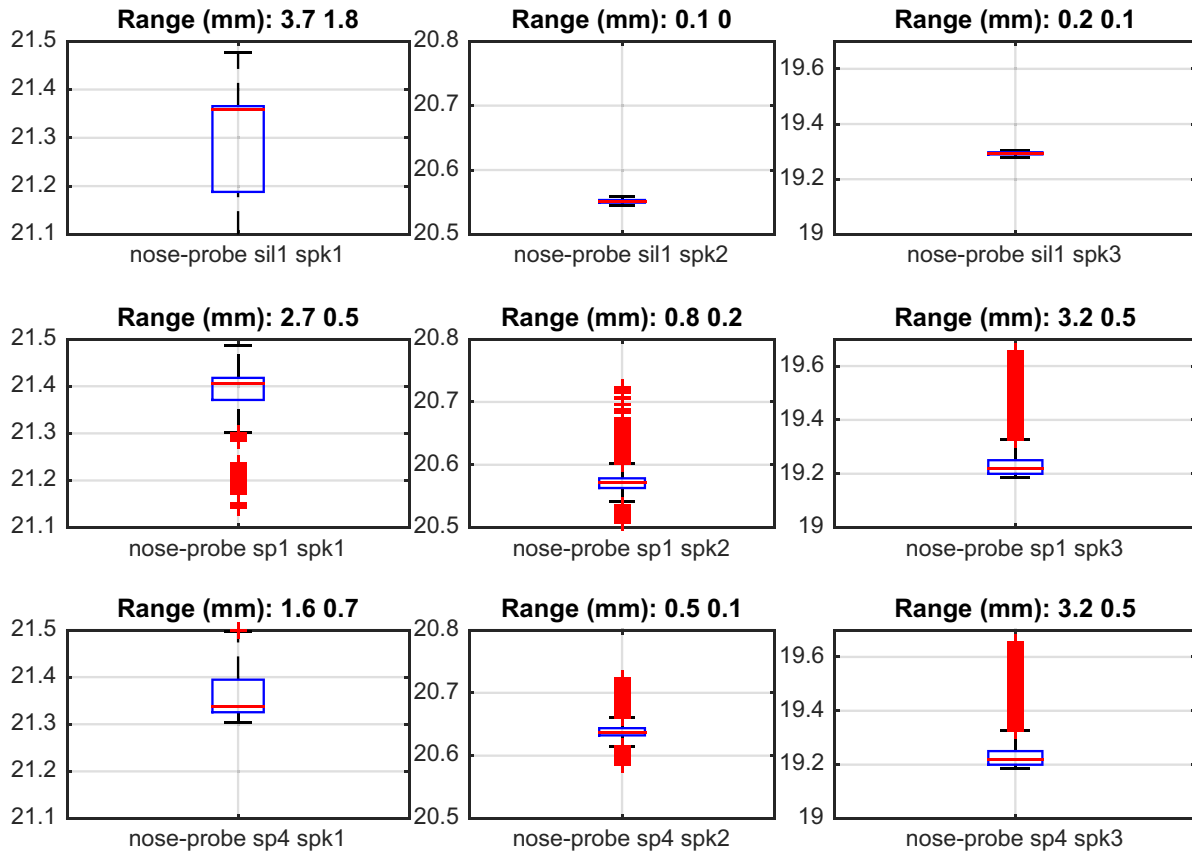 Range (mm): 3.7 1.8
Range (mm): 0.1 0
Range (mm): 0.2 0.1
21.5
21.4
21.3
21.2
21.1
20.8
20.7
20.6
20.5
19.6
19.4
19.2
19
nose-probe sil1 spk1
nose-probe sil1 spk2
nose-probe sil1 spk3
Range (mm): 2.7 0.5
Range (mm): 0.8 0.2
Range (mm): 3.2 0.5
21.5
21.4
21.3
21.2
21.1
20.8
20.7
20.6
20.5
19.6
19.4
19.2
19
nose-probe sp1 spk1
nose-probe sp1 spk2
nose-probe sp1 spk3
Range (mm): 1.6 0.7
Range (mm): 0.5 0.1
Range (mm): 3.2 0.5
21.5
21.4
21.3
21.2
21.1
20.8
20.7
20.6
20.5
19.6
19.4
19.2
19
nose-probe sp4 spk1
nose-probe sp4 spk2
nose-probe sp4 spk3